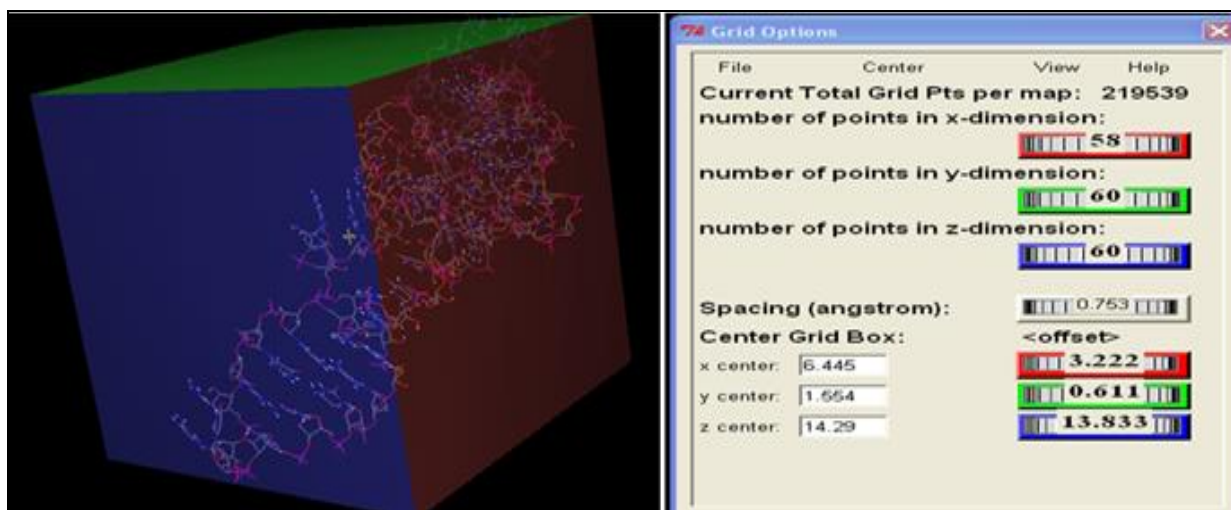 Grid Options
File Center View Help
Current Total Grid Pts per map: 219539
number of points in x-dimension:
58
number of points in y-dimension:
60
number of points in z-dimension:
60
Spacing (angstrom): 0.753
Center Grid Box: <offset>
x center: 6.445 3.222
y center: 1.554 0.611
z center: 14.29 13.833